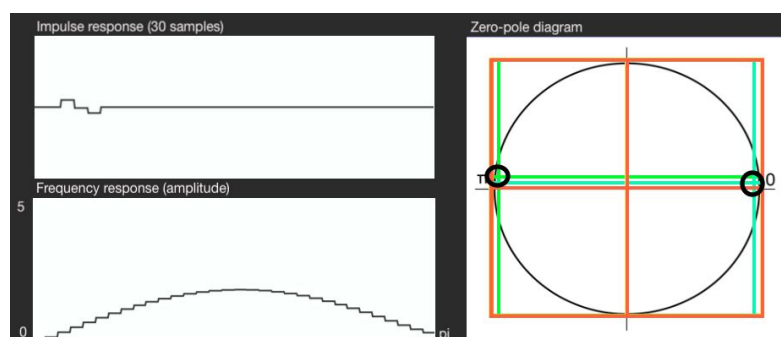 Impulse response (30 samples)
Zero-pole diagram
π
0
Frequency response (amplitude)
5
0
pi